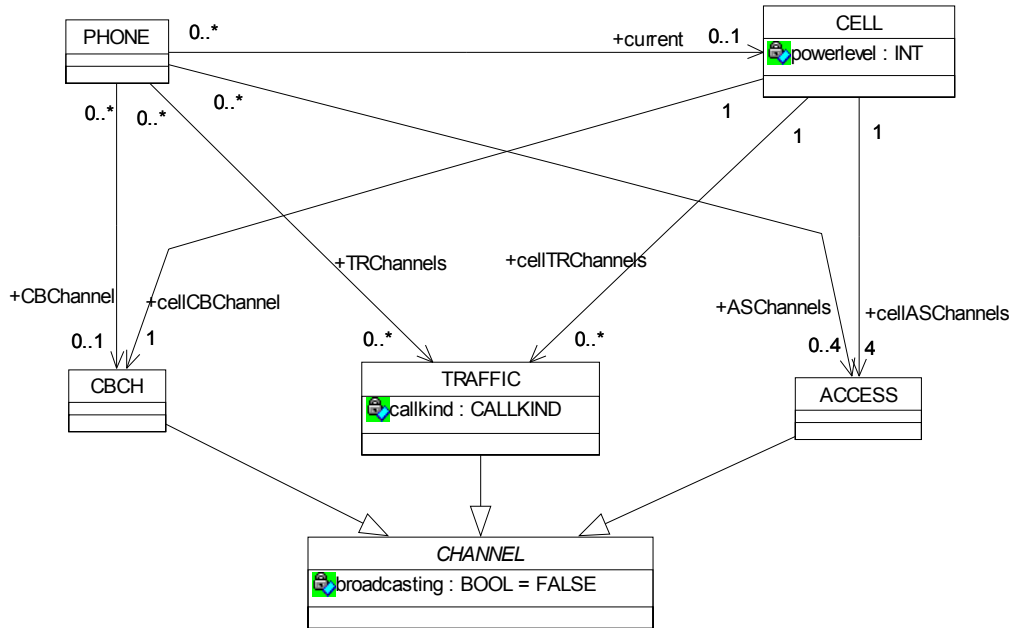 PHONE
0..*
+current
0..1
CELL
powerlevel : INT
0..*
0..*
0..*
1
1
1
+TRChannels
+cellTRChannels
+CBChannel
+cellCBChannel
+ASChannels
+cellASChannels
0..1
1
0..*
0..*
0..4
4
CBCH
TRAFFIC
callkind : CALLKIND
ACCESS
CHANNEL
broadcasting : BOOL = FALSE